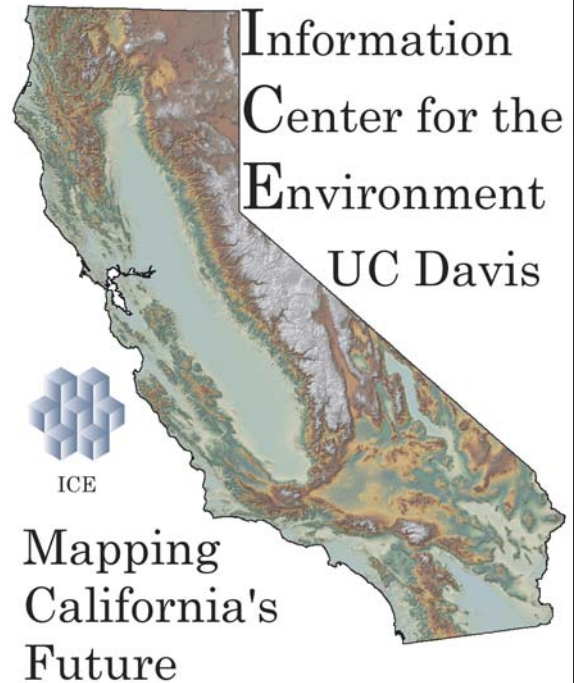 Information
Center for the
Environment
UC Davis
ICE
Mapping
California's
Future